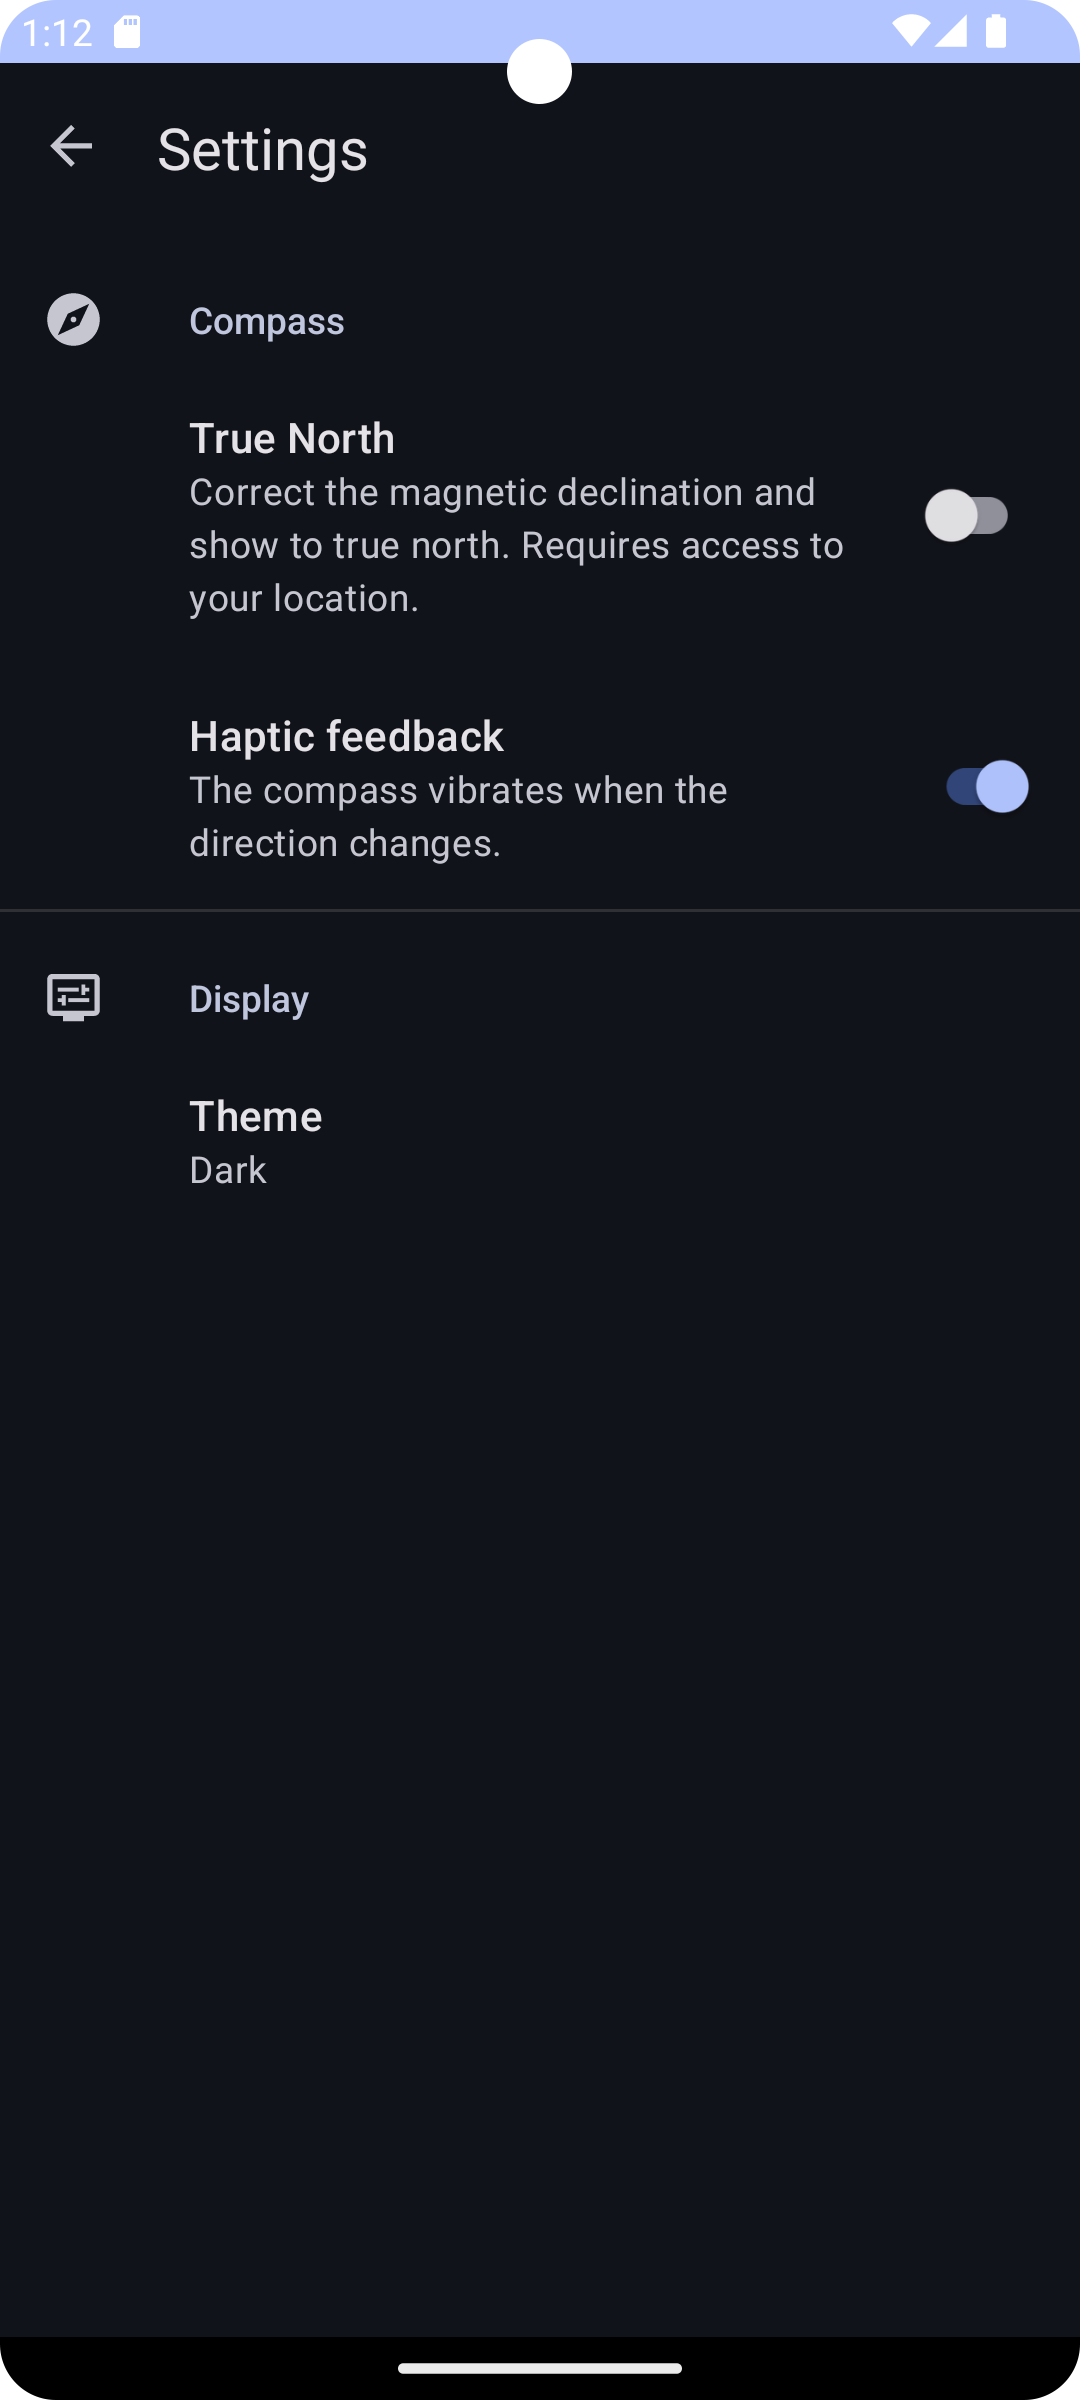 1:12
Settings
Compass
True North
Correct the magnetic declination and
show to true north. Requires access to
your location.
Haptic feedback
The compass vibrates when the
direction changes.
Display
Theme
Dark